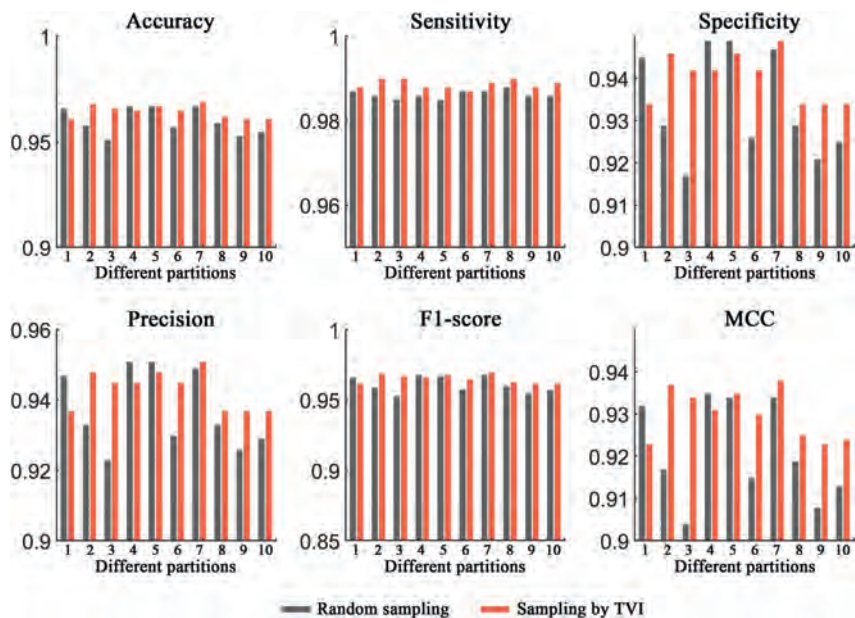 Accuracy
Sensitivity
Specificity
1
0.95
0.9
1 2 3 4 5 6 7 8 9 10
Different partitions
1
0.98
0.96
1 2 3 4 5 6 7 8 9 10
Different partitions
0.94
0.93
0.92
0.91
0.9
1 2 3 4 5 6 7 8 9 10
Different partitions
Precision
F1-score
MCC
0.96
0.94
0.92
0.9
1 2 3 4 5 6 7 8 9 10
Different partitions
1
0.95
0.9
0.85
1 2 3 4 5 6 7 8 9 10
Different partitions
0.94
0.93
0.92
0.91
0.9
1 2 3 4 5 6 7 8 9 10
Different partitions
Random sampling
Sampling by TVI